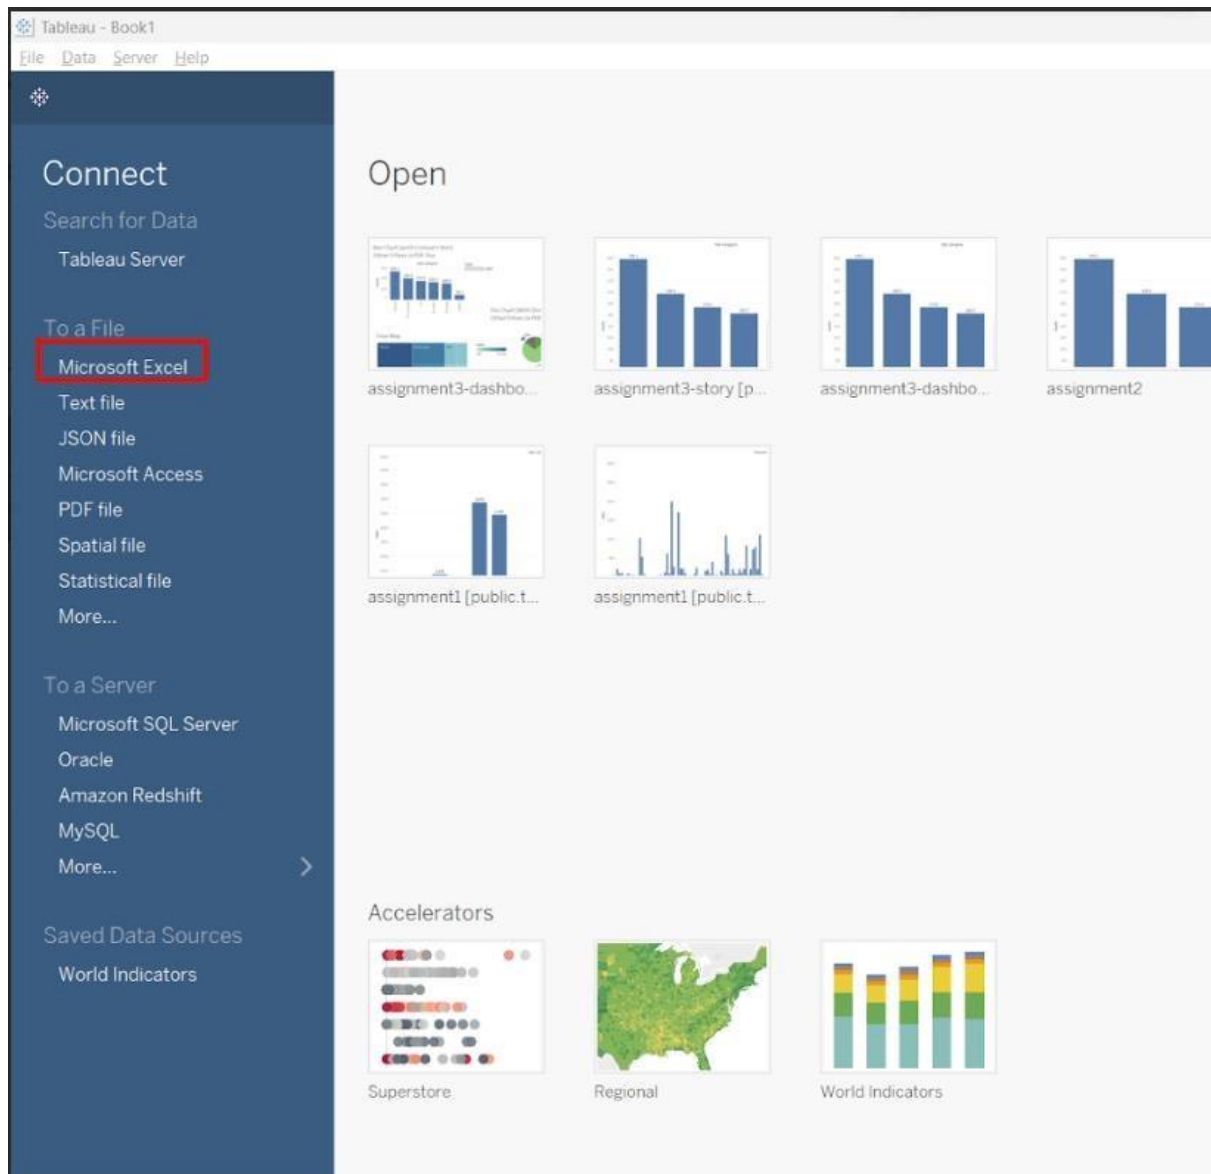 Tableau - Book1
File Data Server Help
Connect
Search for Data
Tableau Server
To a File
Microsoft Excel
Text file
JSON file
Microsoft Access
PDF file
Spatial file
Statistical file
More...
To a Server
Microsoft SQL Server
Oracle
Amazon Redshift
MySQL
More...
Saved Data Sources
World Indicators
Open
assignment3-dashbo...
assignment3-story [p...
assignment3-dashbo...
assignment2
assignment1 [public.t...
assignment1 [public.t...
Accelerators
Superstore
Regional
World Indicators